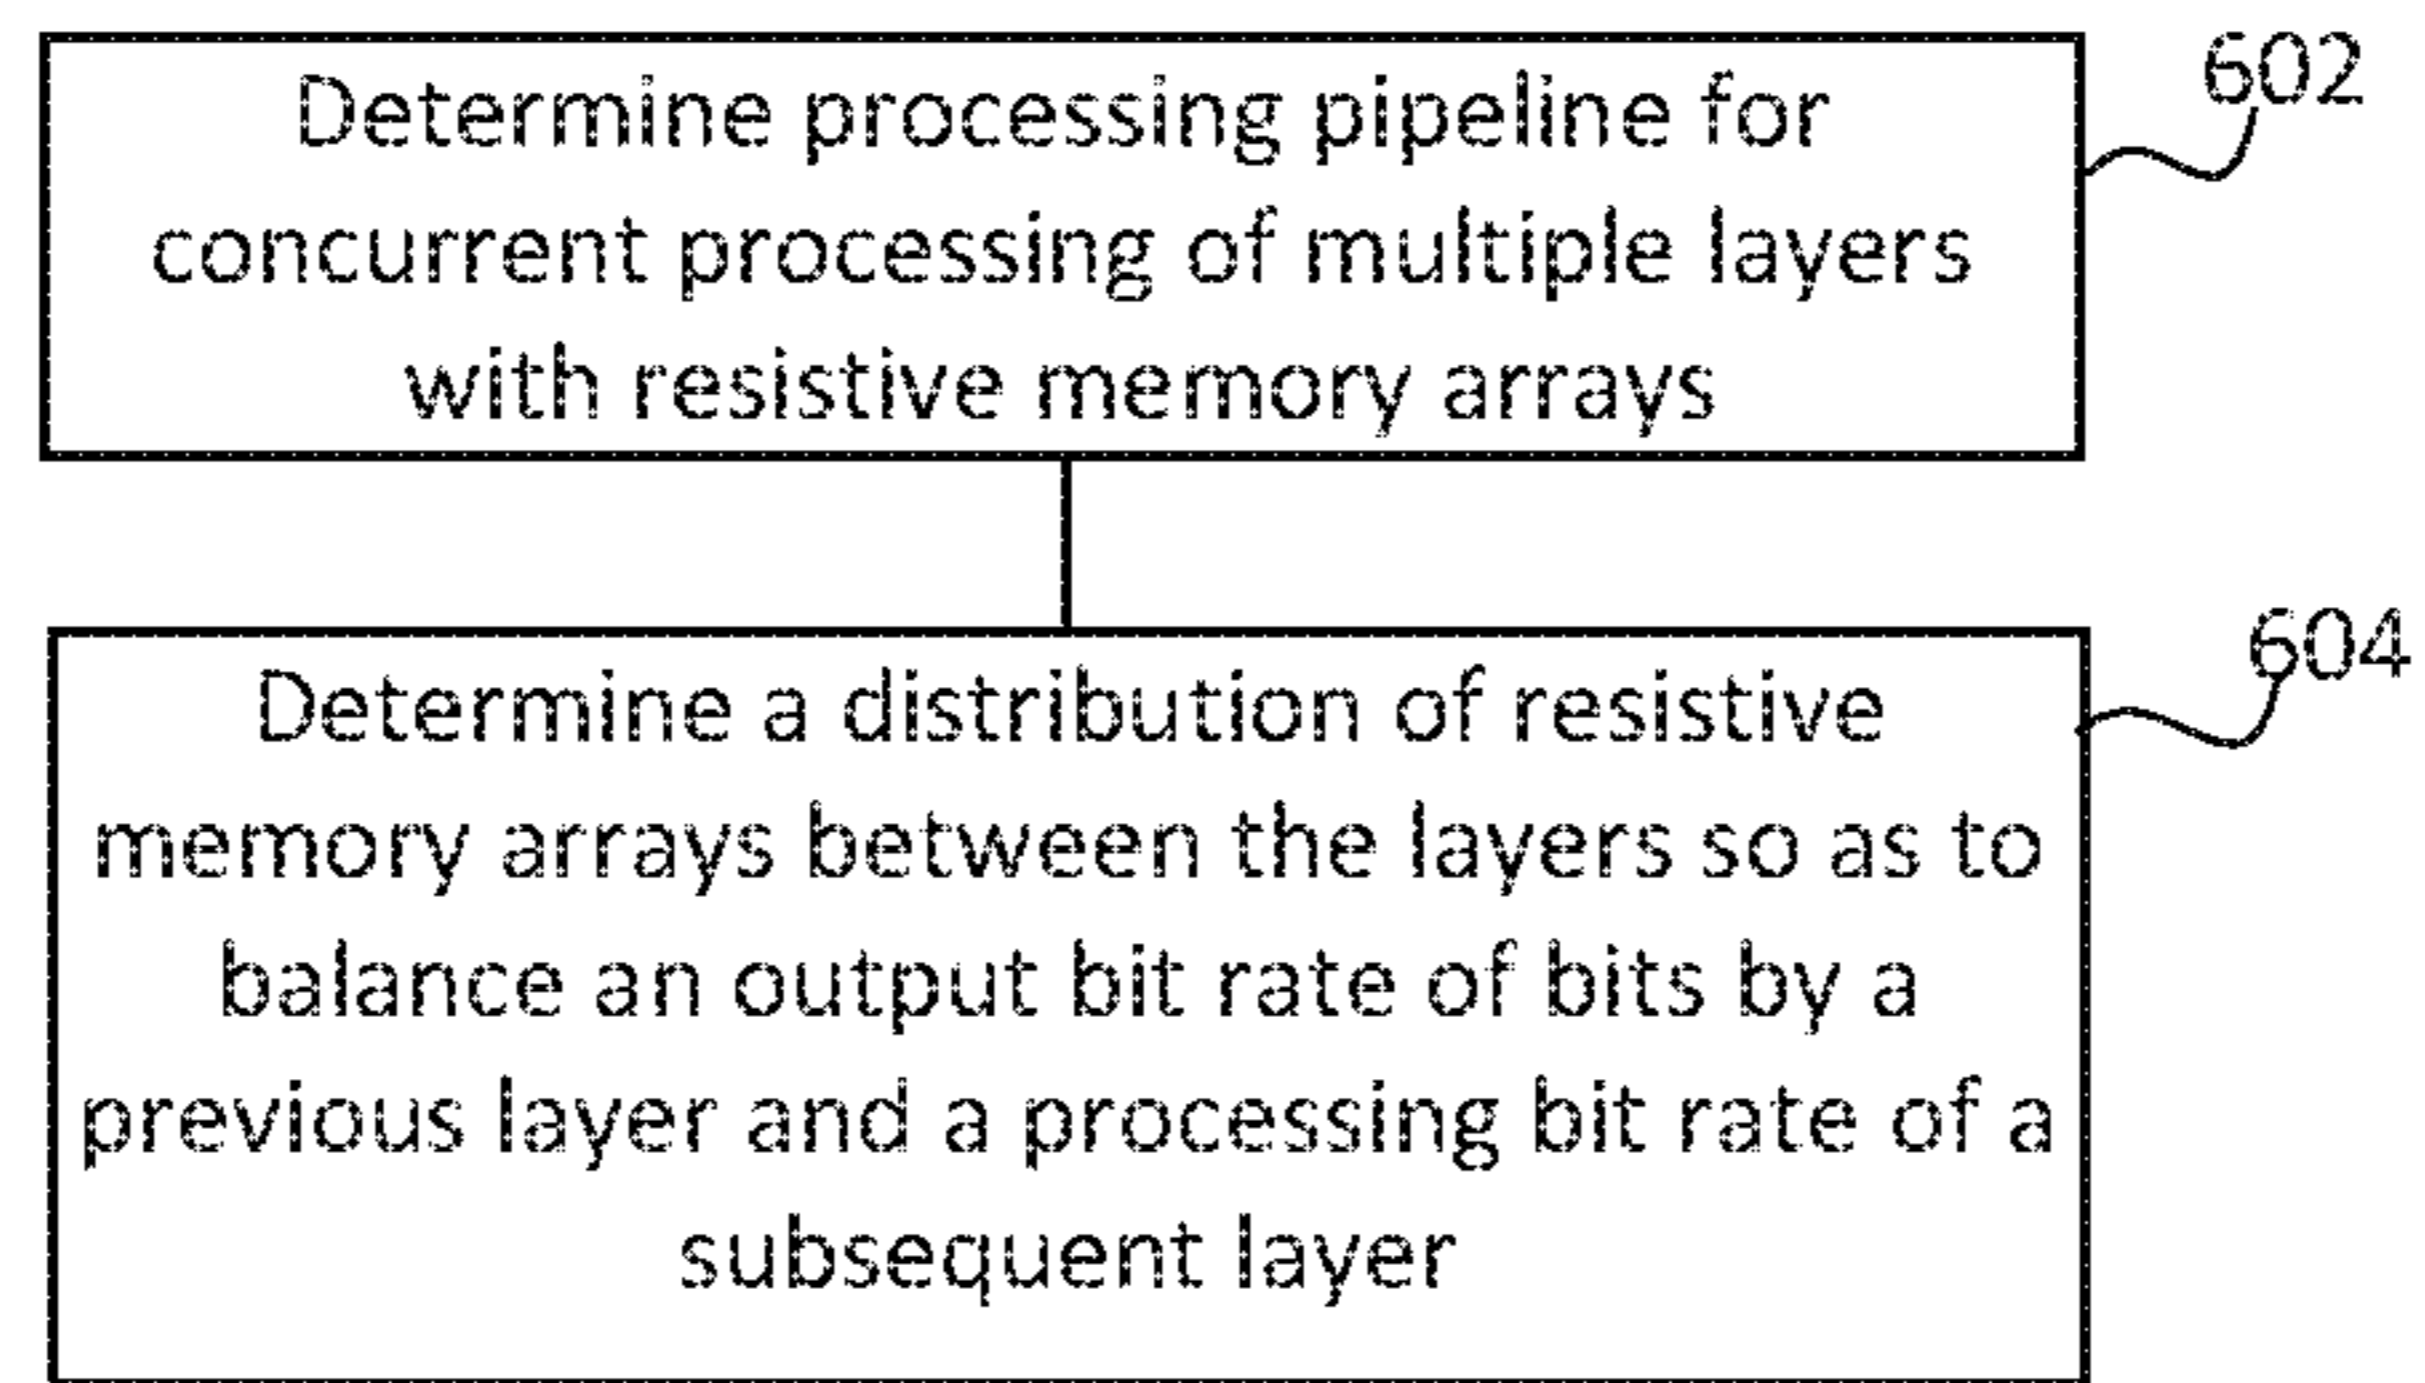 Determine processing pipeline for
602
concurrent processing of multiple layers
with resistive memory arrays
604
Determine a distribution of resistive
memory arrays between the layers so as to
balance an output bit rate of bits by a
previous layer and a processing bit rate of a
subsequent layer